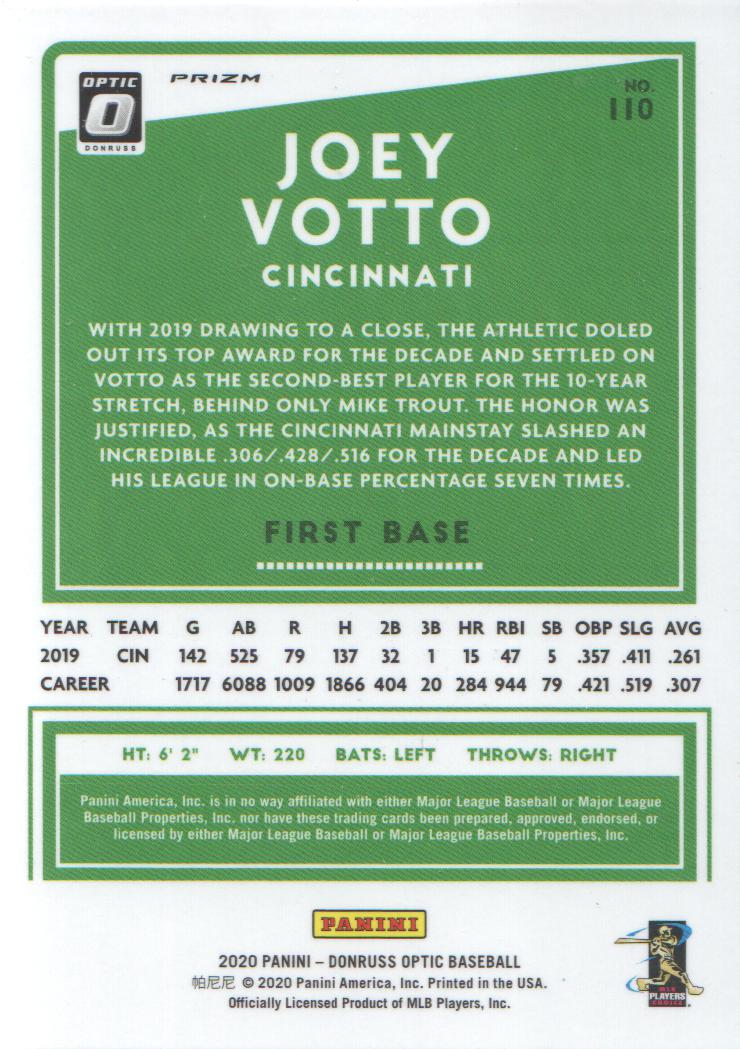 OPTIC
DONRUSS
PRIZM
NO.
110
JOEY
VOTTO
CINCINNATI
WITH 2019 DRAWING TO A CLOSE, THE ATHLETIC DOLED
OUT ITS TOP AWARD FOR THE DECADE AND SETTLED ON
VOTTO AS THE SECOND-BEST PLAYER FOR THE 10-YEAR
STRETCH, BEHIND ONLY MIKE TROUT. THE HONOR WAS
JUSTIFIED, AS THE CINCINNATI MAINSTAY SLASHED AN
INCREDIBLE .306/.428/.516 FOR THE DECADE AND LED
HIS LEAGUE IN ON-BASE PERCENTAGE SEVEN TIMES.
FIRST BASE
YEAR TEAM G AB R H 2B 3B HR RBI SB OBP SLG AVG
2019 CIN 142 525 79 137 32 1 15 47 5 .357 .411 .261
CAREER 1717 6088 1009 1866 404 20 284 944 79 .421 .519 .307
HT: 6' 2" WT: 220 BATS: LEFT THROWS: RIGHT
Panini America, Inc. is in no way affiliated with either Major League Baseball or Major League
Baseball Properties, Inc. nor have these trading cards been prepared, approved, endorsed, or
licensed by either Major League Baseball or Major League Baseball Properties, Inc.
PANINI
2020 PANINI – DONRUSS OPTIC BASEBALL
帕尼尼 © 2020 Panini America, Inc. Printed in the USA.
Officially Licensed Product of MLB Players, Inc.
MLB
PLAYERS
CHOICE